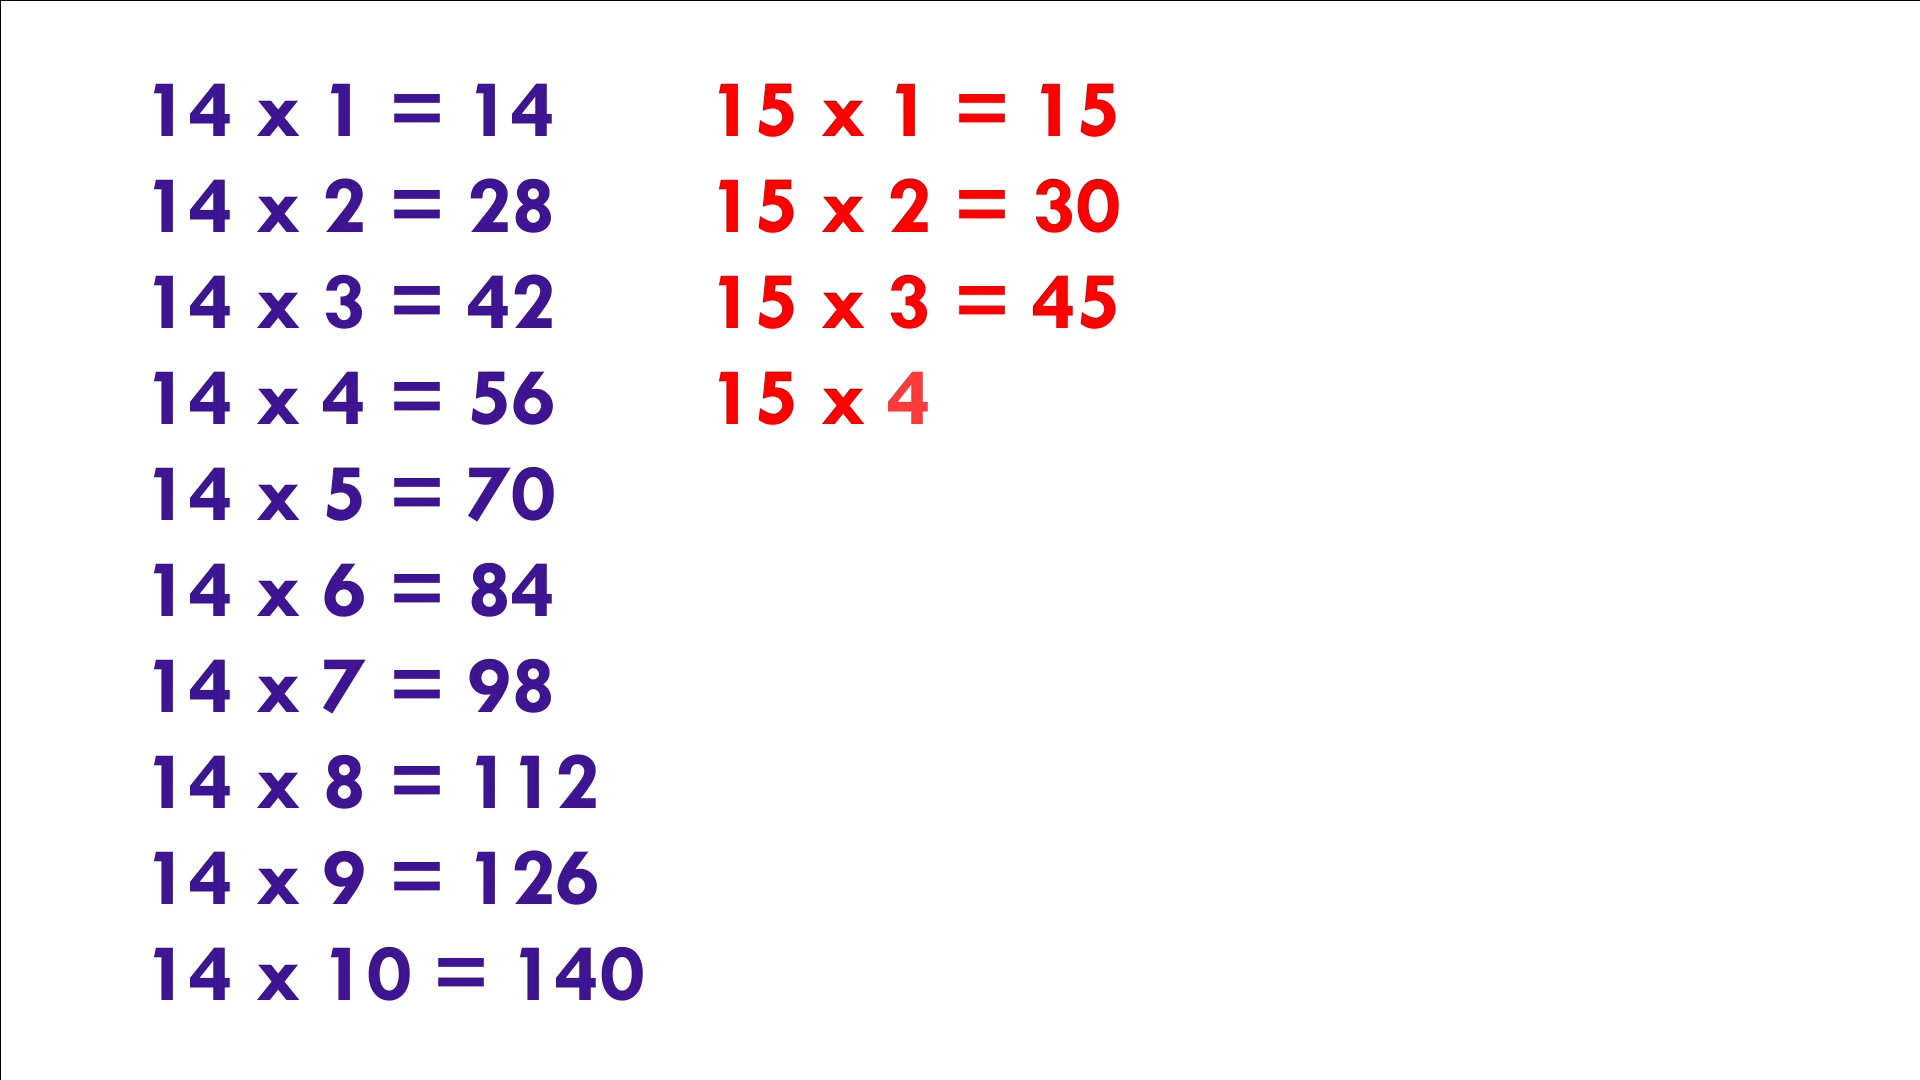 14 x 1 = 14
14 x 2 = 28
14 x 3 = 42
14 x 4 = 56
14 x 5 = 70
14 x 6 = 84
14 x 7 = 98
14 x 8 = 112
14 x 9 = 126
14 x 10 = 140
15 x 1 = 15
15 x 2 = 30
15 x 3 = 45
15 x 4